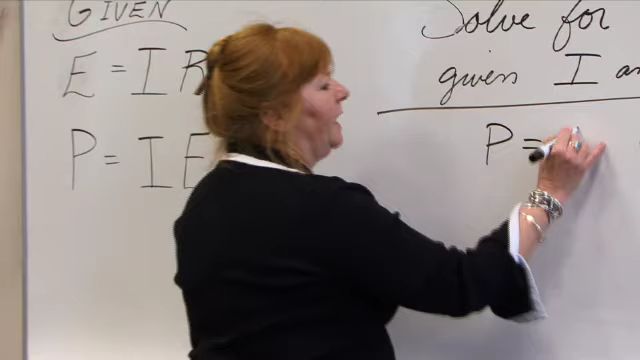 GIVEN
E = I R
P = I E
Solve for
given I
P =